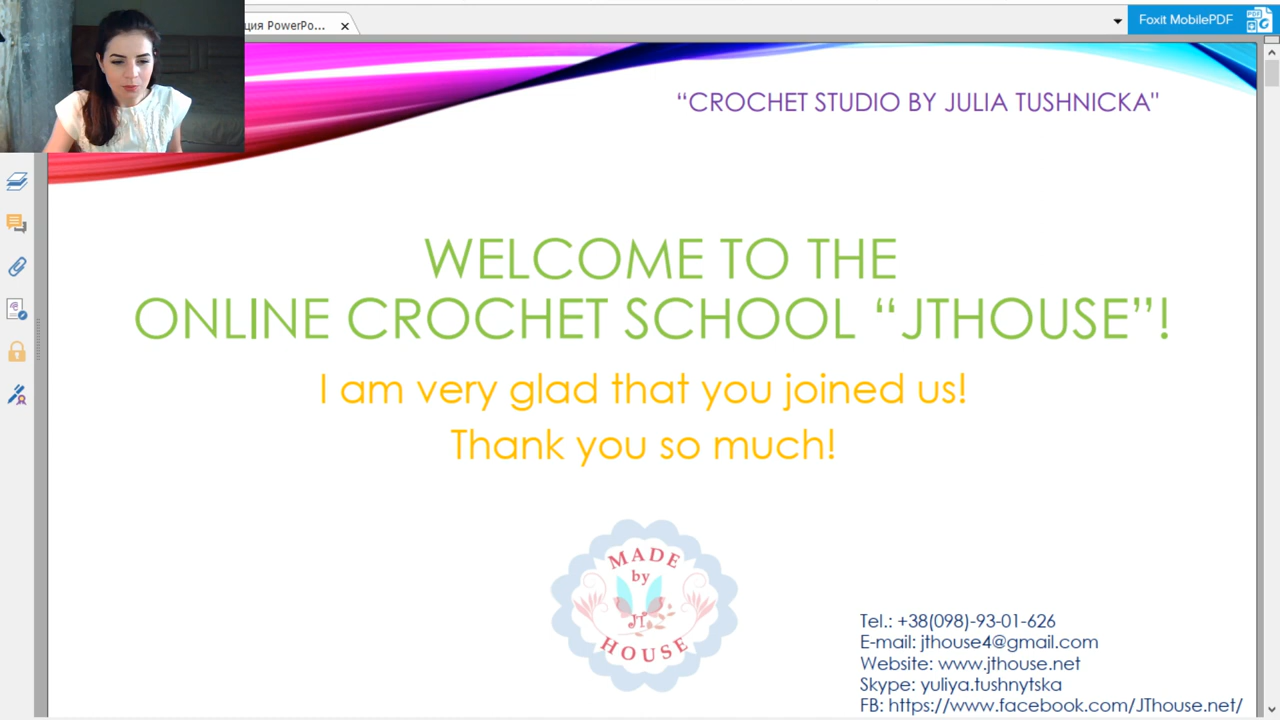 ция PowerPo...
Foxit MobilePDF
PDF
“CROCHET STUDIO BY JULIA TUSHNICKA"
WELCOME TO THE
ONLINE CROCHET SCHOOL “JTHOUSE”!
I am very glad that you joined us!
Thank you so much!
MADE
by
JT
HOUSE
Tel.: +38(098)-93-01-626
E-mail: jthouse4@gmail.com
Website: www.jthouse.net
Skype: yuliya.tushnytska
FB: https://www.facebook.com/JThouse.net/